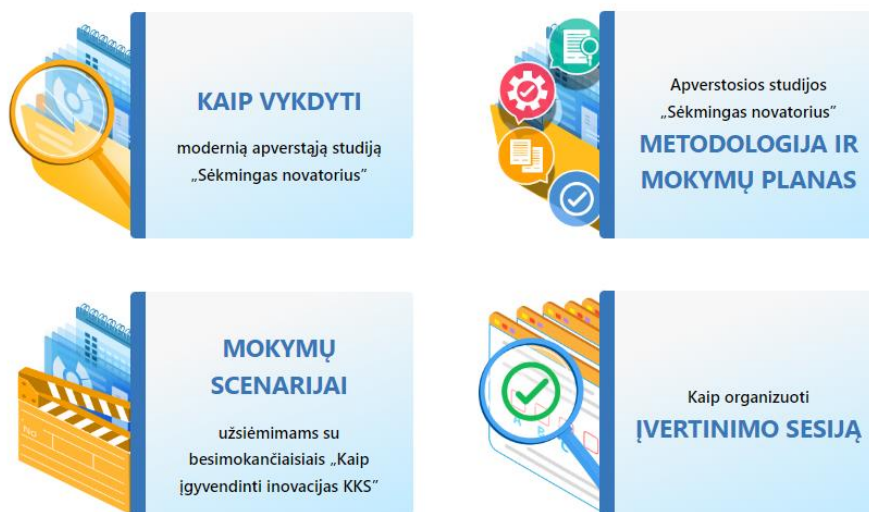 KAIP VYKDYTI
modernią apverstąją studiją
„Sėkmingas novatorius”
Apverstosios studijos
„Sėkmingas novatorius”
METODOLOGIJA IR
MOKYMŲ PLANAS
MOKYMŲ
SCENARIJAI
užsiėmimams su
besimokančiaisiais „Kaip
įgyvendinti inovacijas KKS”
Kaip organizuoti
ĮVERTINIMO SESIJĄ